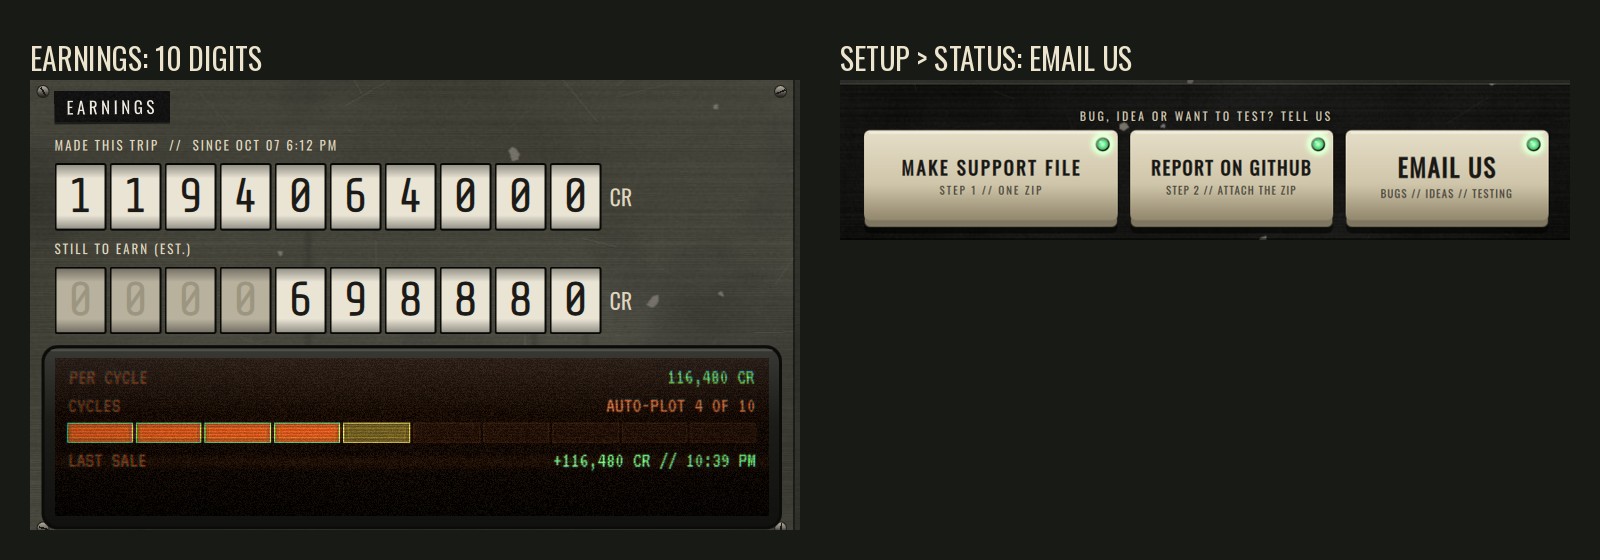 EARNINGS: 10 DIGITS
EARNINGS
MADE THIS TRIP // SINCE OCT 07 6:12 PM
1 1 9 4 0 6 4 0 0 0 CR
STILL TO EARN (EST.)
0 0 0 0 6 9 8 8 8 0 CR
PER CYCLE 116,480 CR
CYCLES AUTO-PLOT 4 OF 10
LAST SALE +116,480 CR // 10:39 PM
SETUP > STATUS: EMAIL US
BUG, IDEA OR WANT TO TEST? TELL US
MAKE SUPPORT FILE
STEP 1 // ONE ZIP
REPORT ON GITHUB
STEP 2 // ATTACH THE ZIP
EMAIL US
BUGS // IDEAS // TESTING